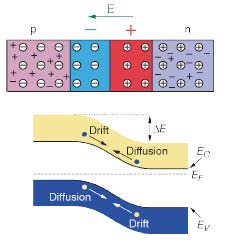 E
p − + n
Drift
ΔE
Diffusion
E_C
E_F
Diffusion
Drift
E_V